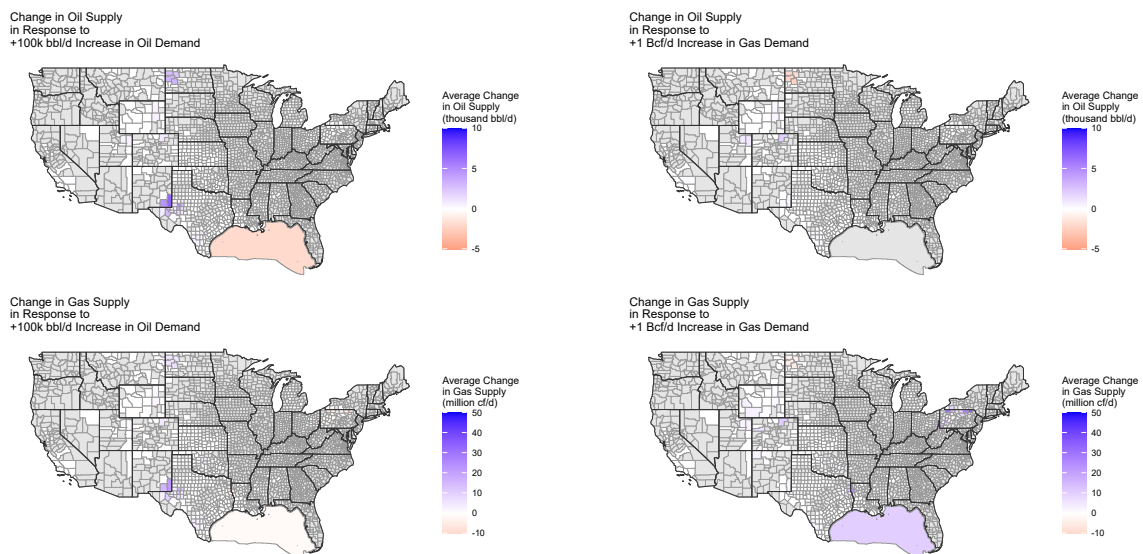 Change in Oil Supply
in Response to
+100k bbl/d Increase in Oil Demand
Average Change
in Oil Supply
(thousand bbl/d)
10
5
0
-5
Change in Oil Supply
in Response to
+1 Bcf/d Increase in Gas Demand
Average Change
in Oil Supply
(thousand bbl/d)
10
5
0
-5
Change in Gas Supply
in Response to
+100k bbl/d Increase in Oil Demand
Average Change
in Gas Supply
(million cf/d)
50
40
30
20
10
0
-10
Change in Gas Supply
in Response to
+1 Bcf/d Increase in Gas Demand
Average Change
in Gas Supply
(million cf/d)
50
40
30
20
10
0
-10